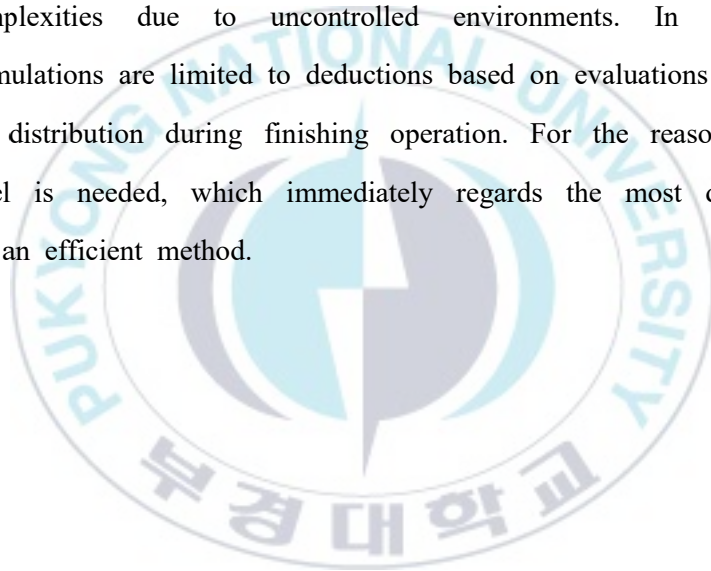 mplexities due to uncontrolled environments. In
mulations are limited to deductions based on evaluations
distribution during finishing operation. For the reaso
el is needed, which immediately regards the most
an efficient method.
PUKYONG NATIONAL UNIVERSITY
부경대학교